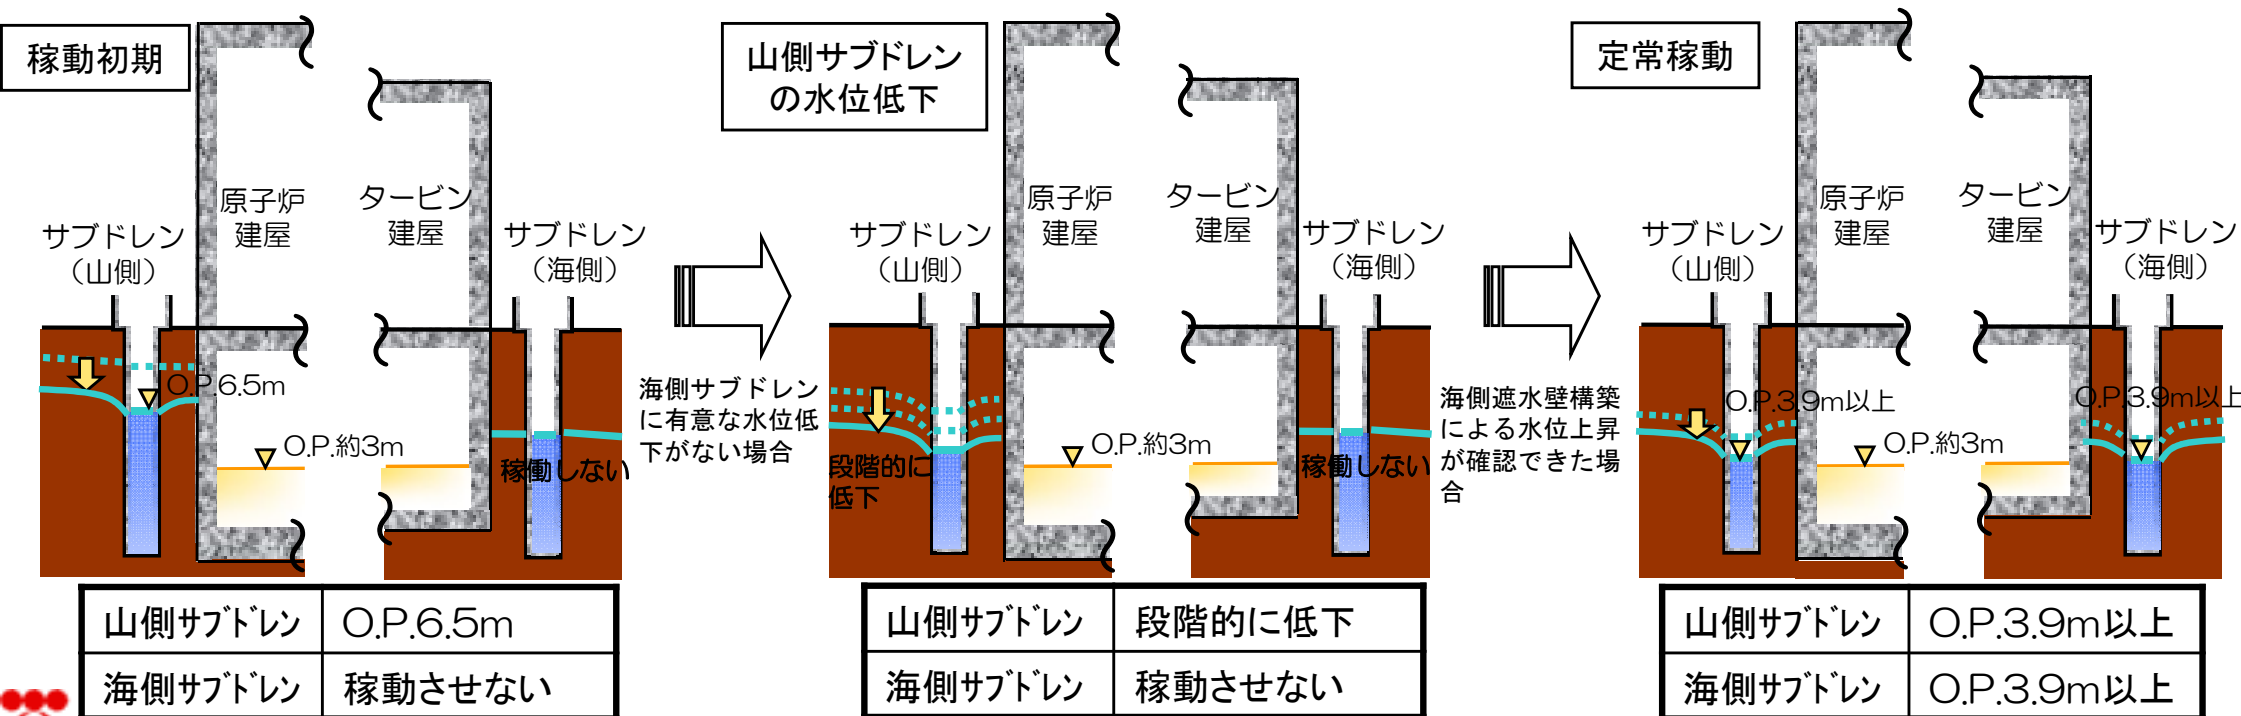 稼動初期
サブドレン
（山側）
原子炉
建屋
タービン
建屋
サブドレン
（海側）
O.P.6.5m
O.P.約3m
稼働しない
山側サブドレン
O.P.6.5m
海側サブドレン
稼動させない
海側サブドレン
に有意な水位低
下がない場合
山側サブドレン
の水位低下
サブドレン
（山側）
原子炉
建屋
タービン
建屋
サブドレン
（海側）
段階的に
低下
O.P.約3m
稼働しない
山側サブドレン
段階的に低下
海側サブドレン
稼動させない
海側遮水壁構築
による水位上昇
が確認できた場
合
定常稼動
サブドレン
（山側）
原子炉
建屋
タービン
建屋
サブドレン
（海側）
O.P.3.9m以上
O.P.約3m
O.P.3.9m以上
山側サブドレン
O.P.3.9m以上
海側サブドレン
O.P.3.9m以上